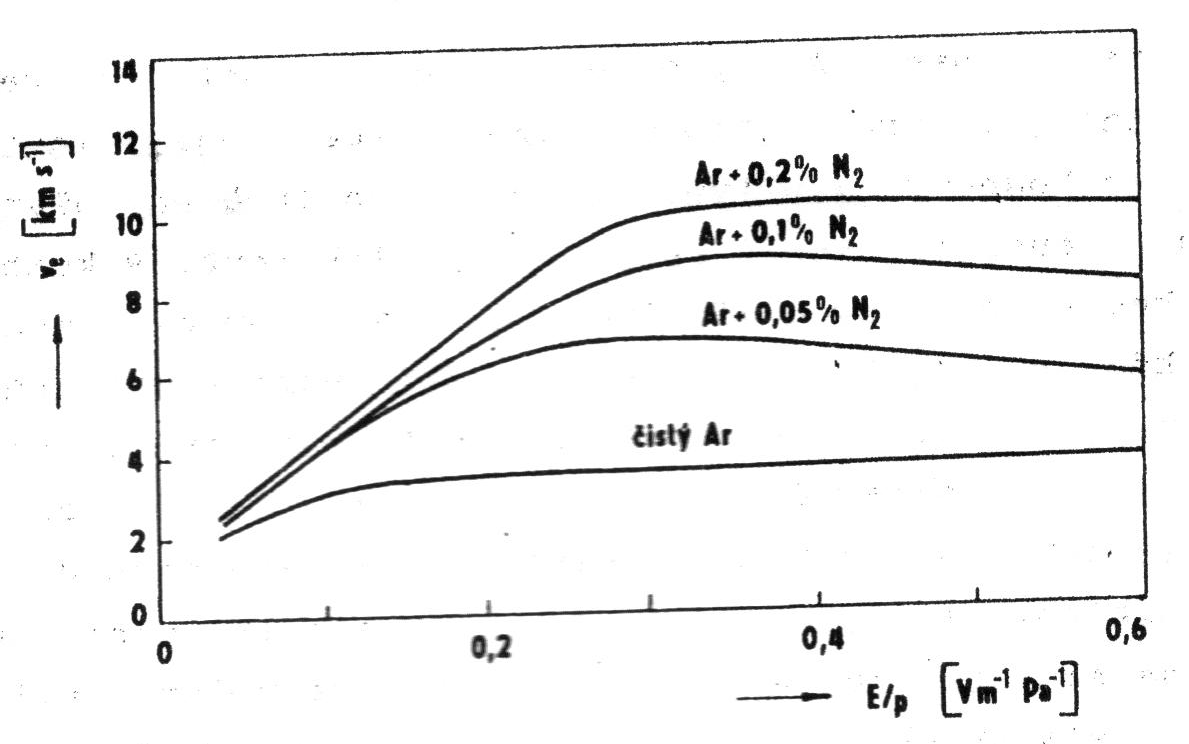 14
12
10
8
6
4
2
0
vₑ [km s⁻¹]
Ar + 0,2% N₂
Ar + 0,1% N₂
Ar + 0,05% N₂
čistý Ar
0 0,2 0,4 0,6
E/p [Vm⁻¹ Pa⁻¹]